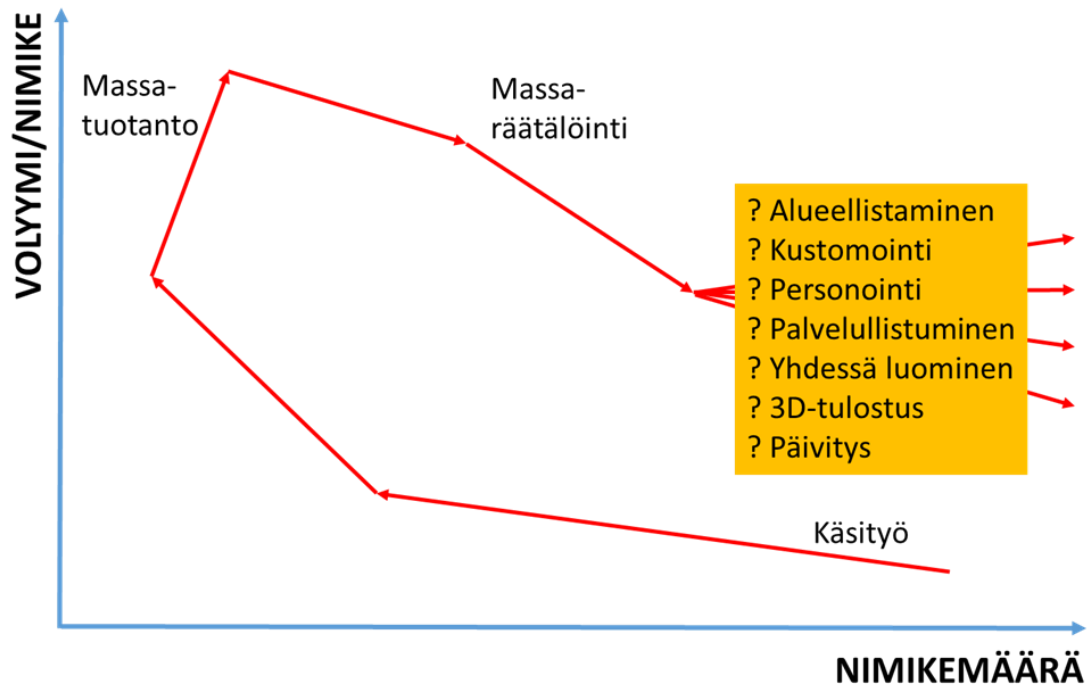 VOLYYMI/NIMIKE
Massa-
tuotanto
Massa-
räätälöinti
? Alueellistaminen
? Kustomointi
? Personointi
? Palvelullistuminen
? Yhdessä luominen
? 3D-tulostus
? Päivitys
Käsityö
NIMIKEMÄÄRÄ